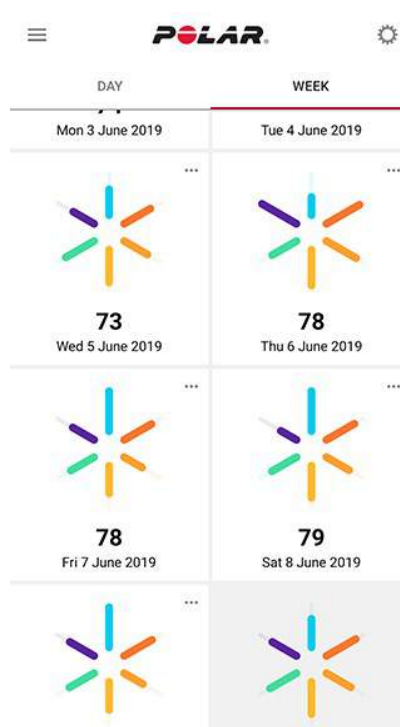 POLAR
DAY WEEK
Mon 3 June 2019 Tue 4 June 2019
73 78
Wed 5 June 2019 Thu 6 June 2019
78 79
Fri 7 June 2019 Sat 8 June 2019